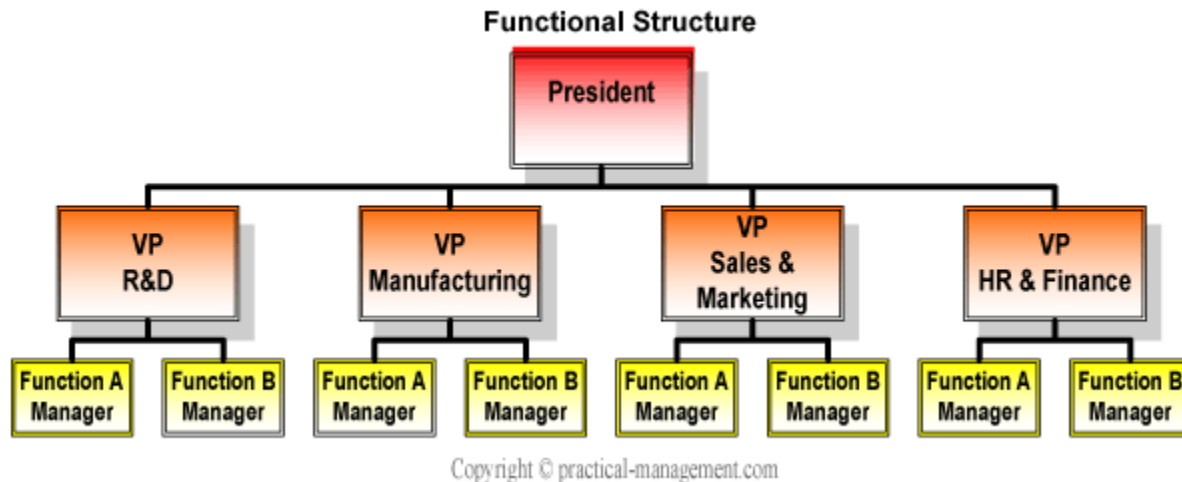 Functional Structure
President
VP
R&D
VP
Manufacturing
VP
Sales &
Marketing
VP
HR & Finance
Function A
Manager
Function B
Manager
Function A
Manager
Function B
Manager
Function A
Manager
Function B
Manager
Function A
Manager
Function B
Manager
Copyright © practical-management.com